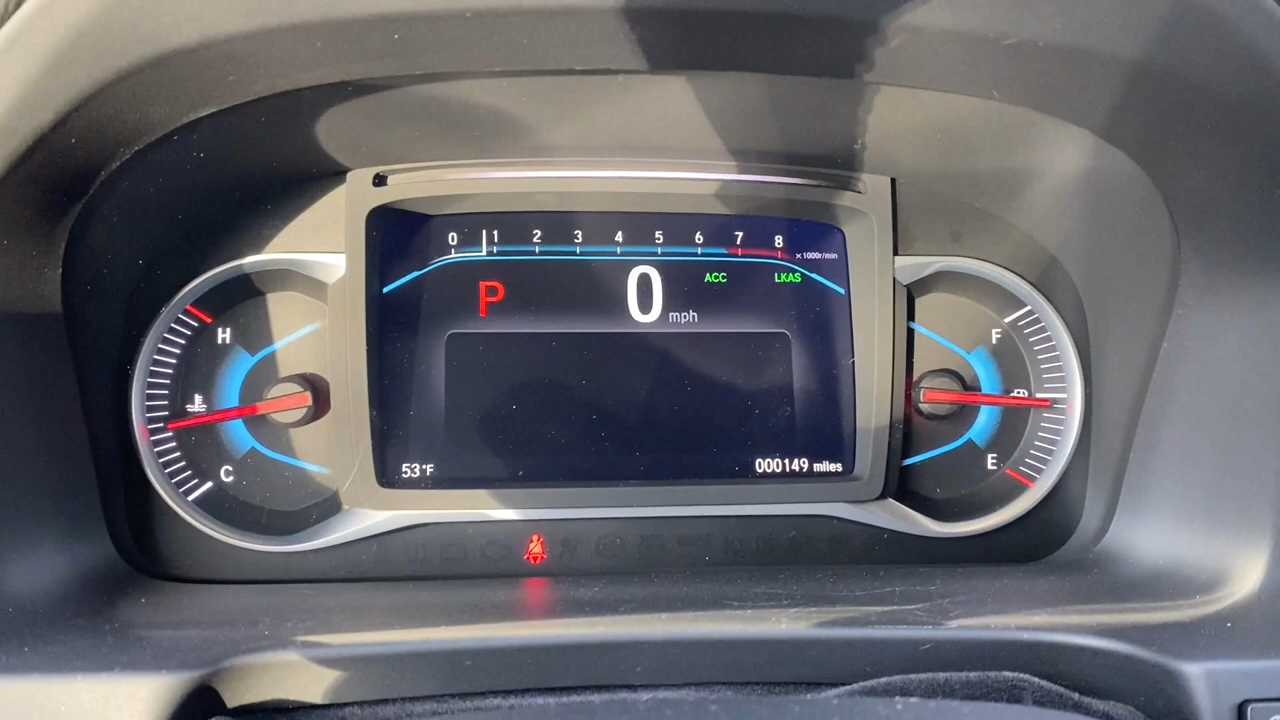 0 1 2 3 4 5 6 7 8
×1000r/min
P 0 mph ACC LKAS
H
F
C
E
53°F
000149 miles